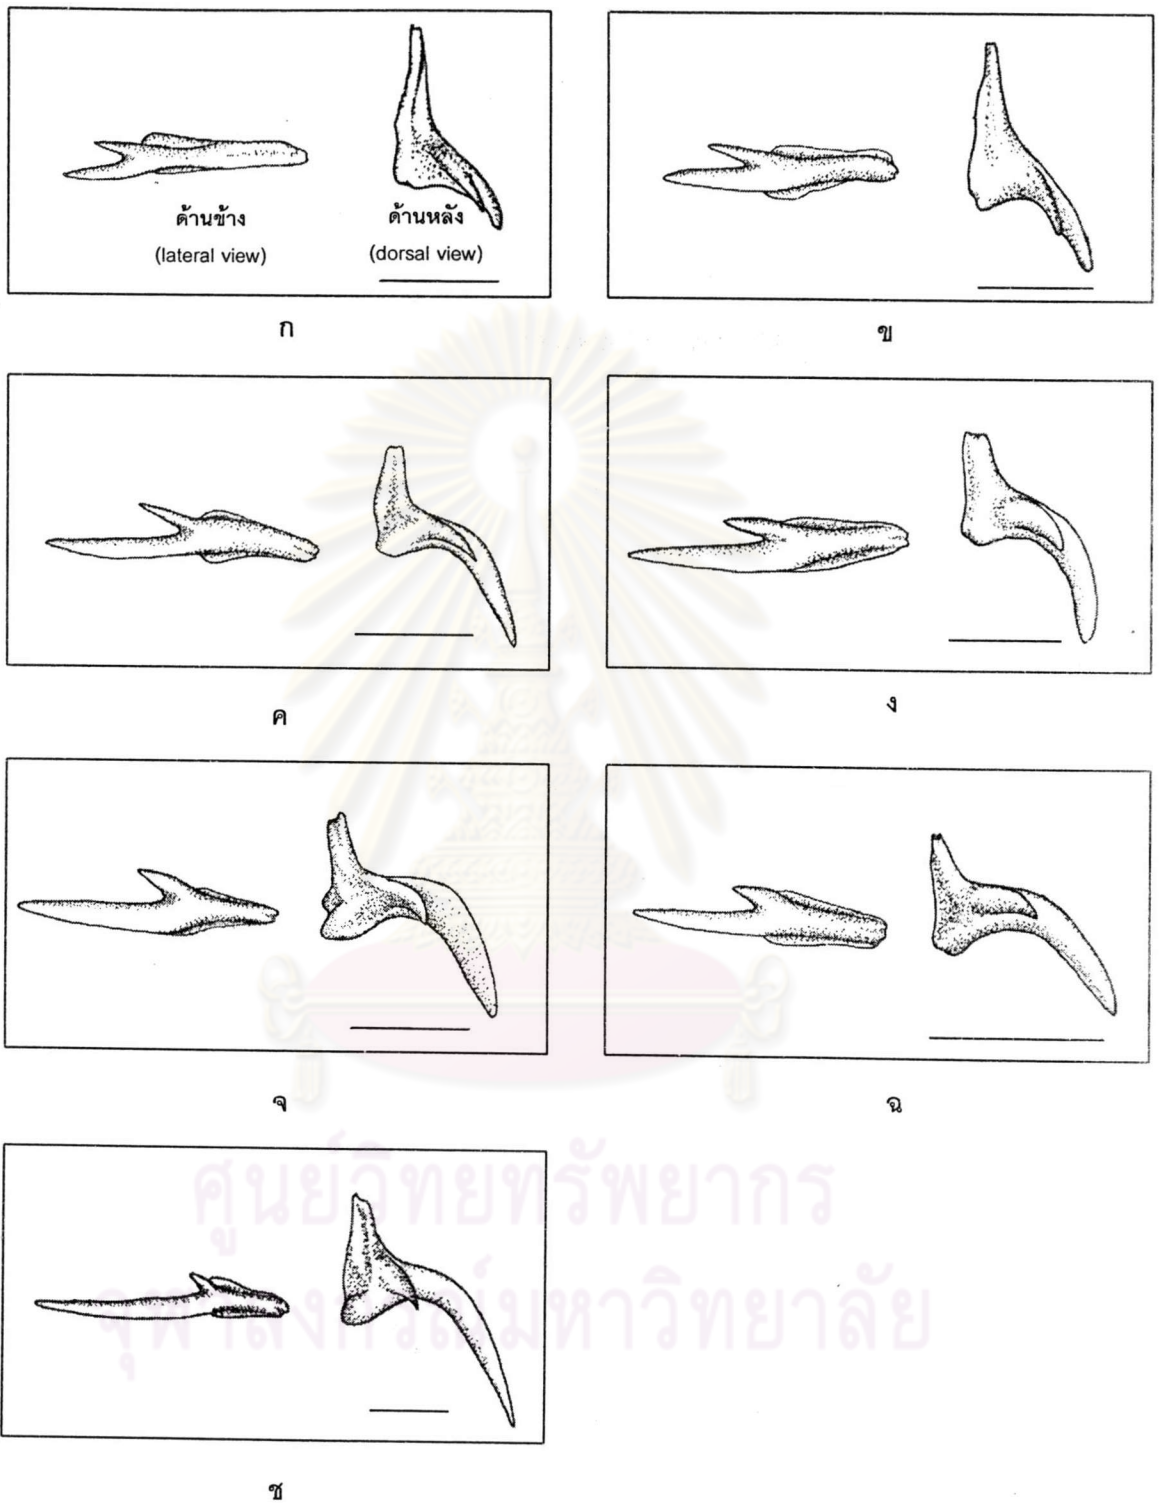 ด้านข้าง
(lateral view)
ด้านหลัง
(dorsal view)
ก
ข
ค
ง
จ
ฉ
ช
ศูนย์วิทยทรัพยากร
จุฬาลงกรณ์มหาวิทยาลัย